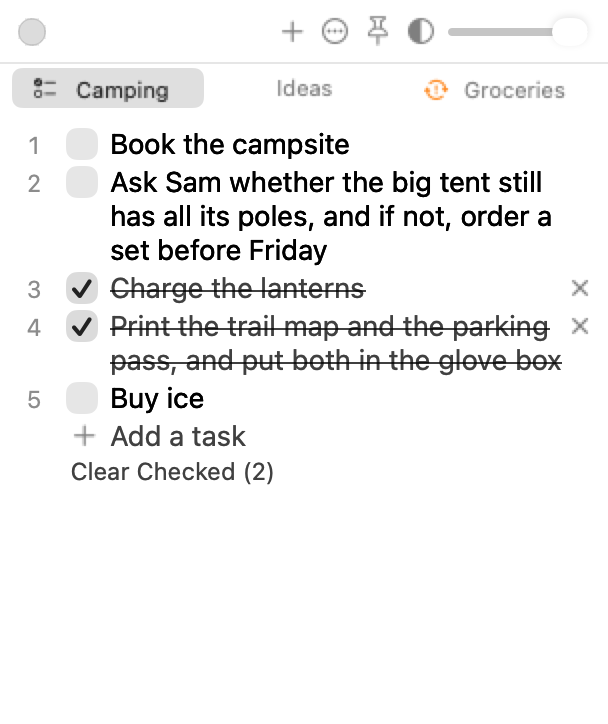 Camping
Ideas
Groceries
1 Book the campsite
2 Ask Sam whether the big tent still
has all its poles, and if not, order a
set before Friday
3 Charge the lanterns
4 Print the trail map and the parking
pass, and put both in the glove box
5 Buy ice
Add a task
Clear Checked (2)